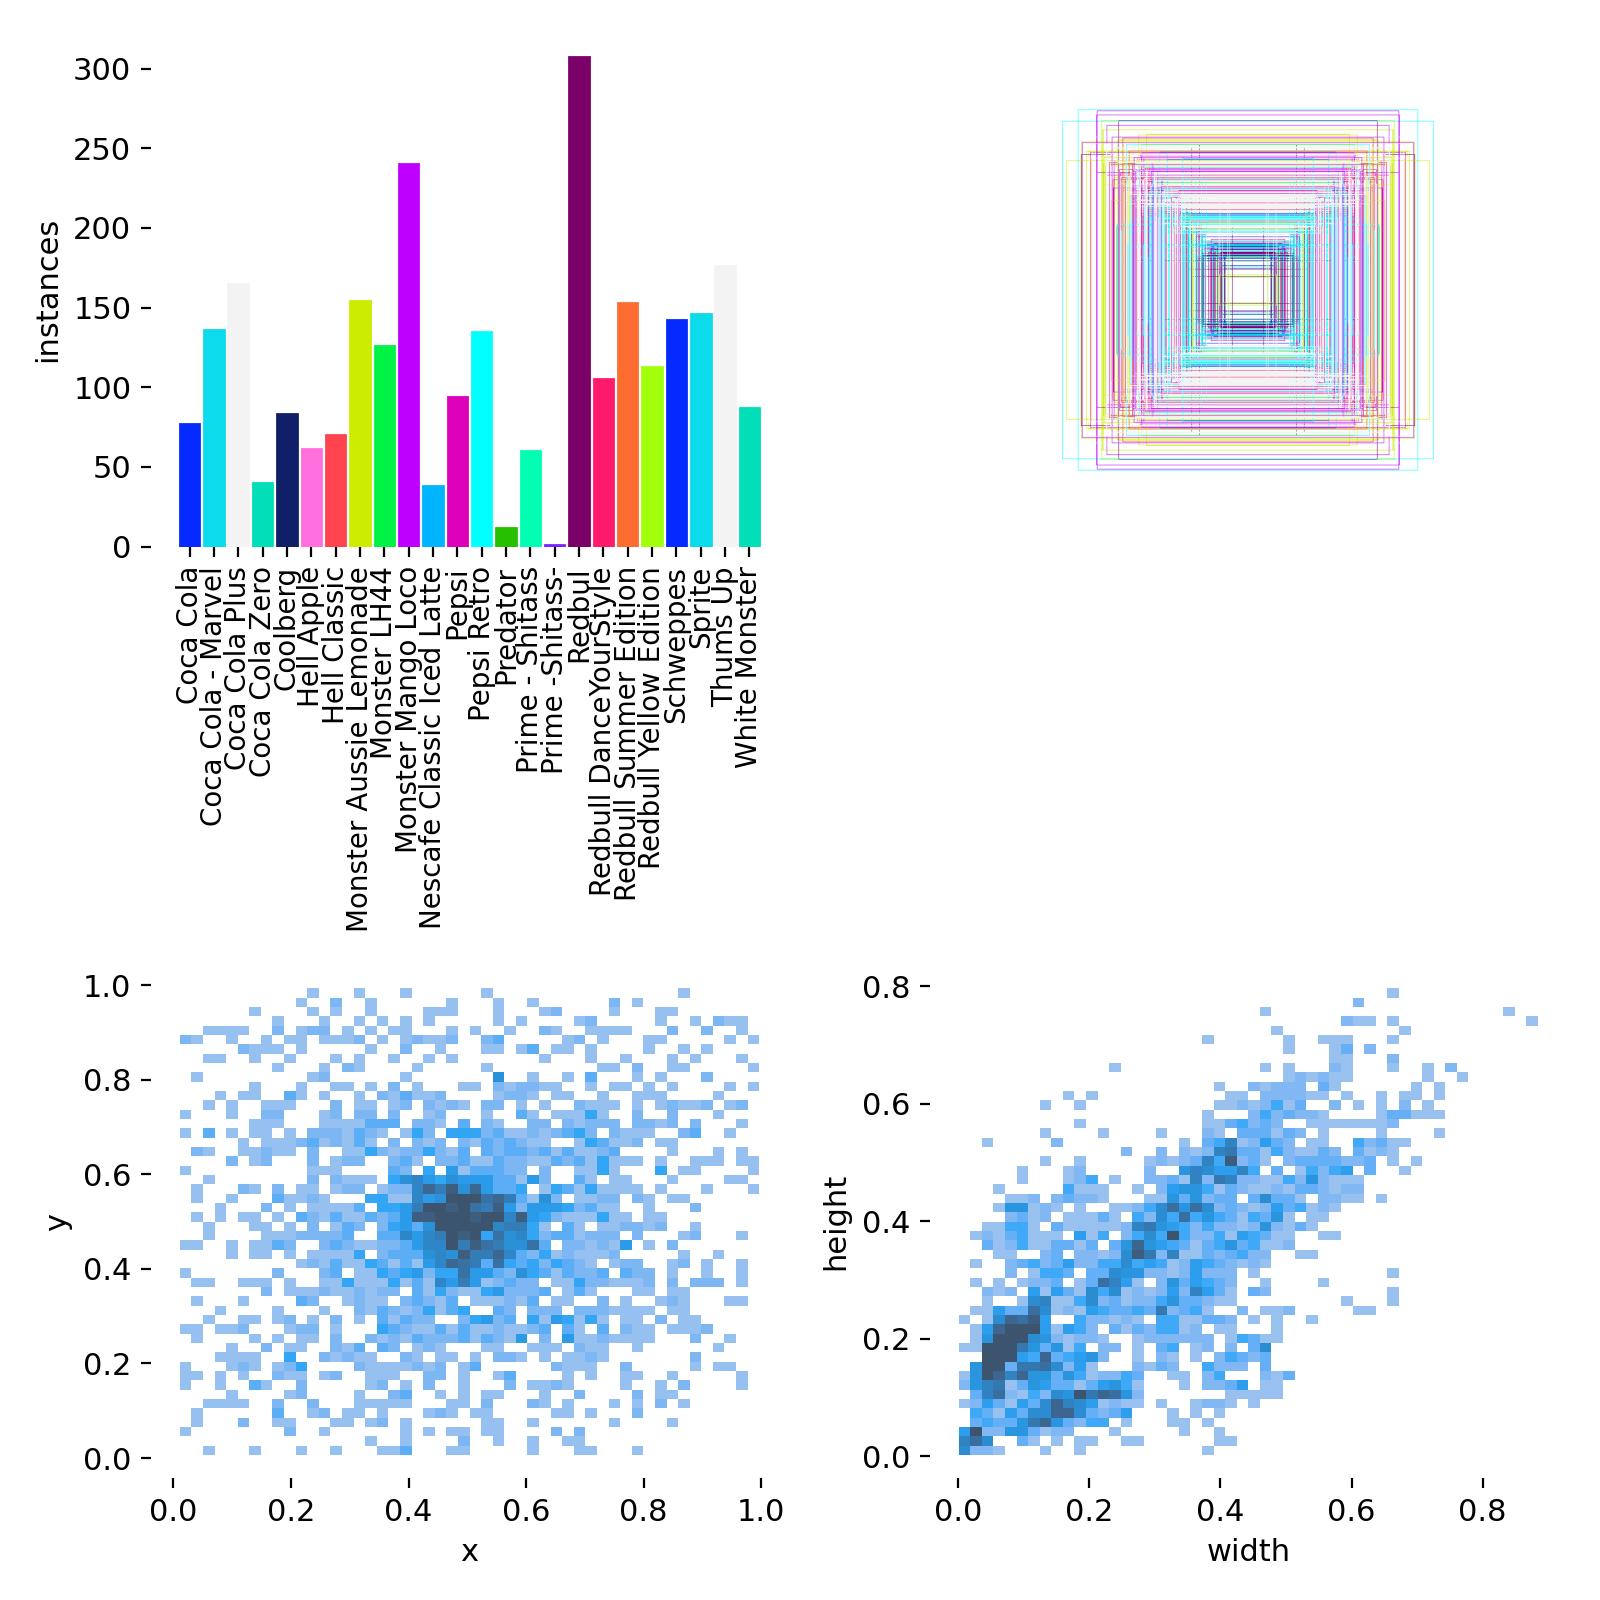 300
250
200
150
100
50
0
instances
Coca Cola
Coca Cola - Marvel
Coca Cola Plus
Coca Cola Zero
Coolberg
Hell Apple
Hell Classic
Monster Aussie Lemonade
Monster LH44
Monster Mango Loco
Nescafe Classic Iced Latte
Pepsi
Pepsi Retro
Predator
Prime - Shitass
Prime -Shitass-
Redbul
Redbull DanceYourStyle
Redbull Summer Edition
Redbull Yellow Edition
Schweppes
Sprite
Thums Up
White Monster
1.0
0.8
0.6
0.4
0.2
0.0
y
0.0 0.2 0.4 0.6 0.8 1.0
x
0.8
0.6
0.4
0.2
0.0
height
0.0 0.2 0.4 0.6 0.8
width